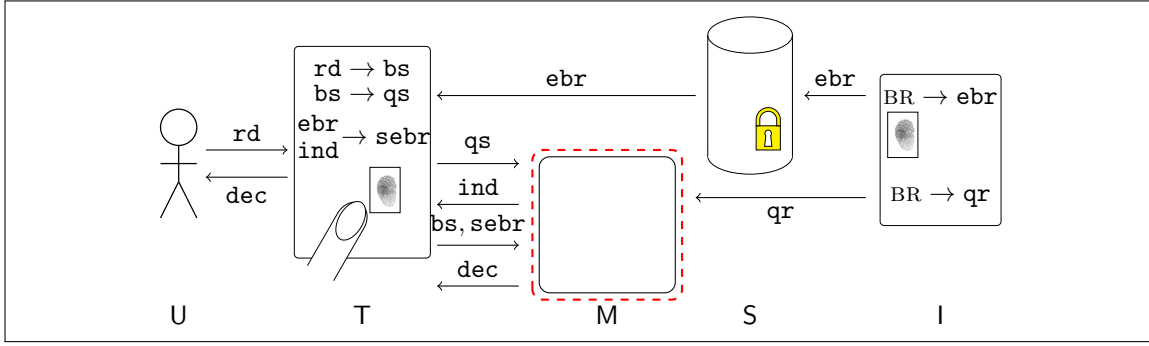 rd → bs
bs → qs
ebr
ind → sebr
rd
dec
qs
ind
bs, sebr
dec
ebr
ebr
BR → ebr
BR → qr
qr
U T M S I